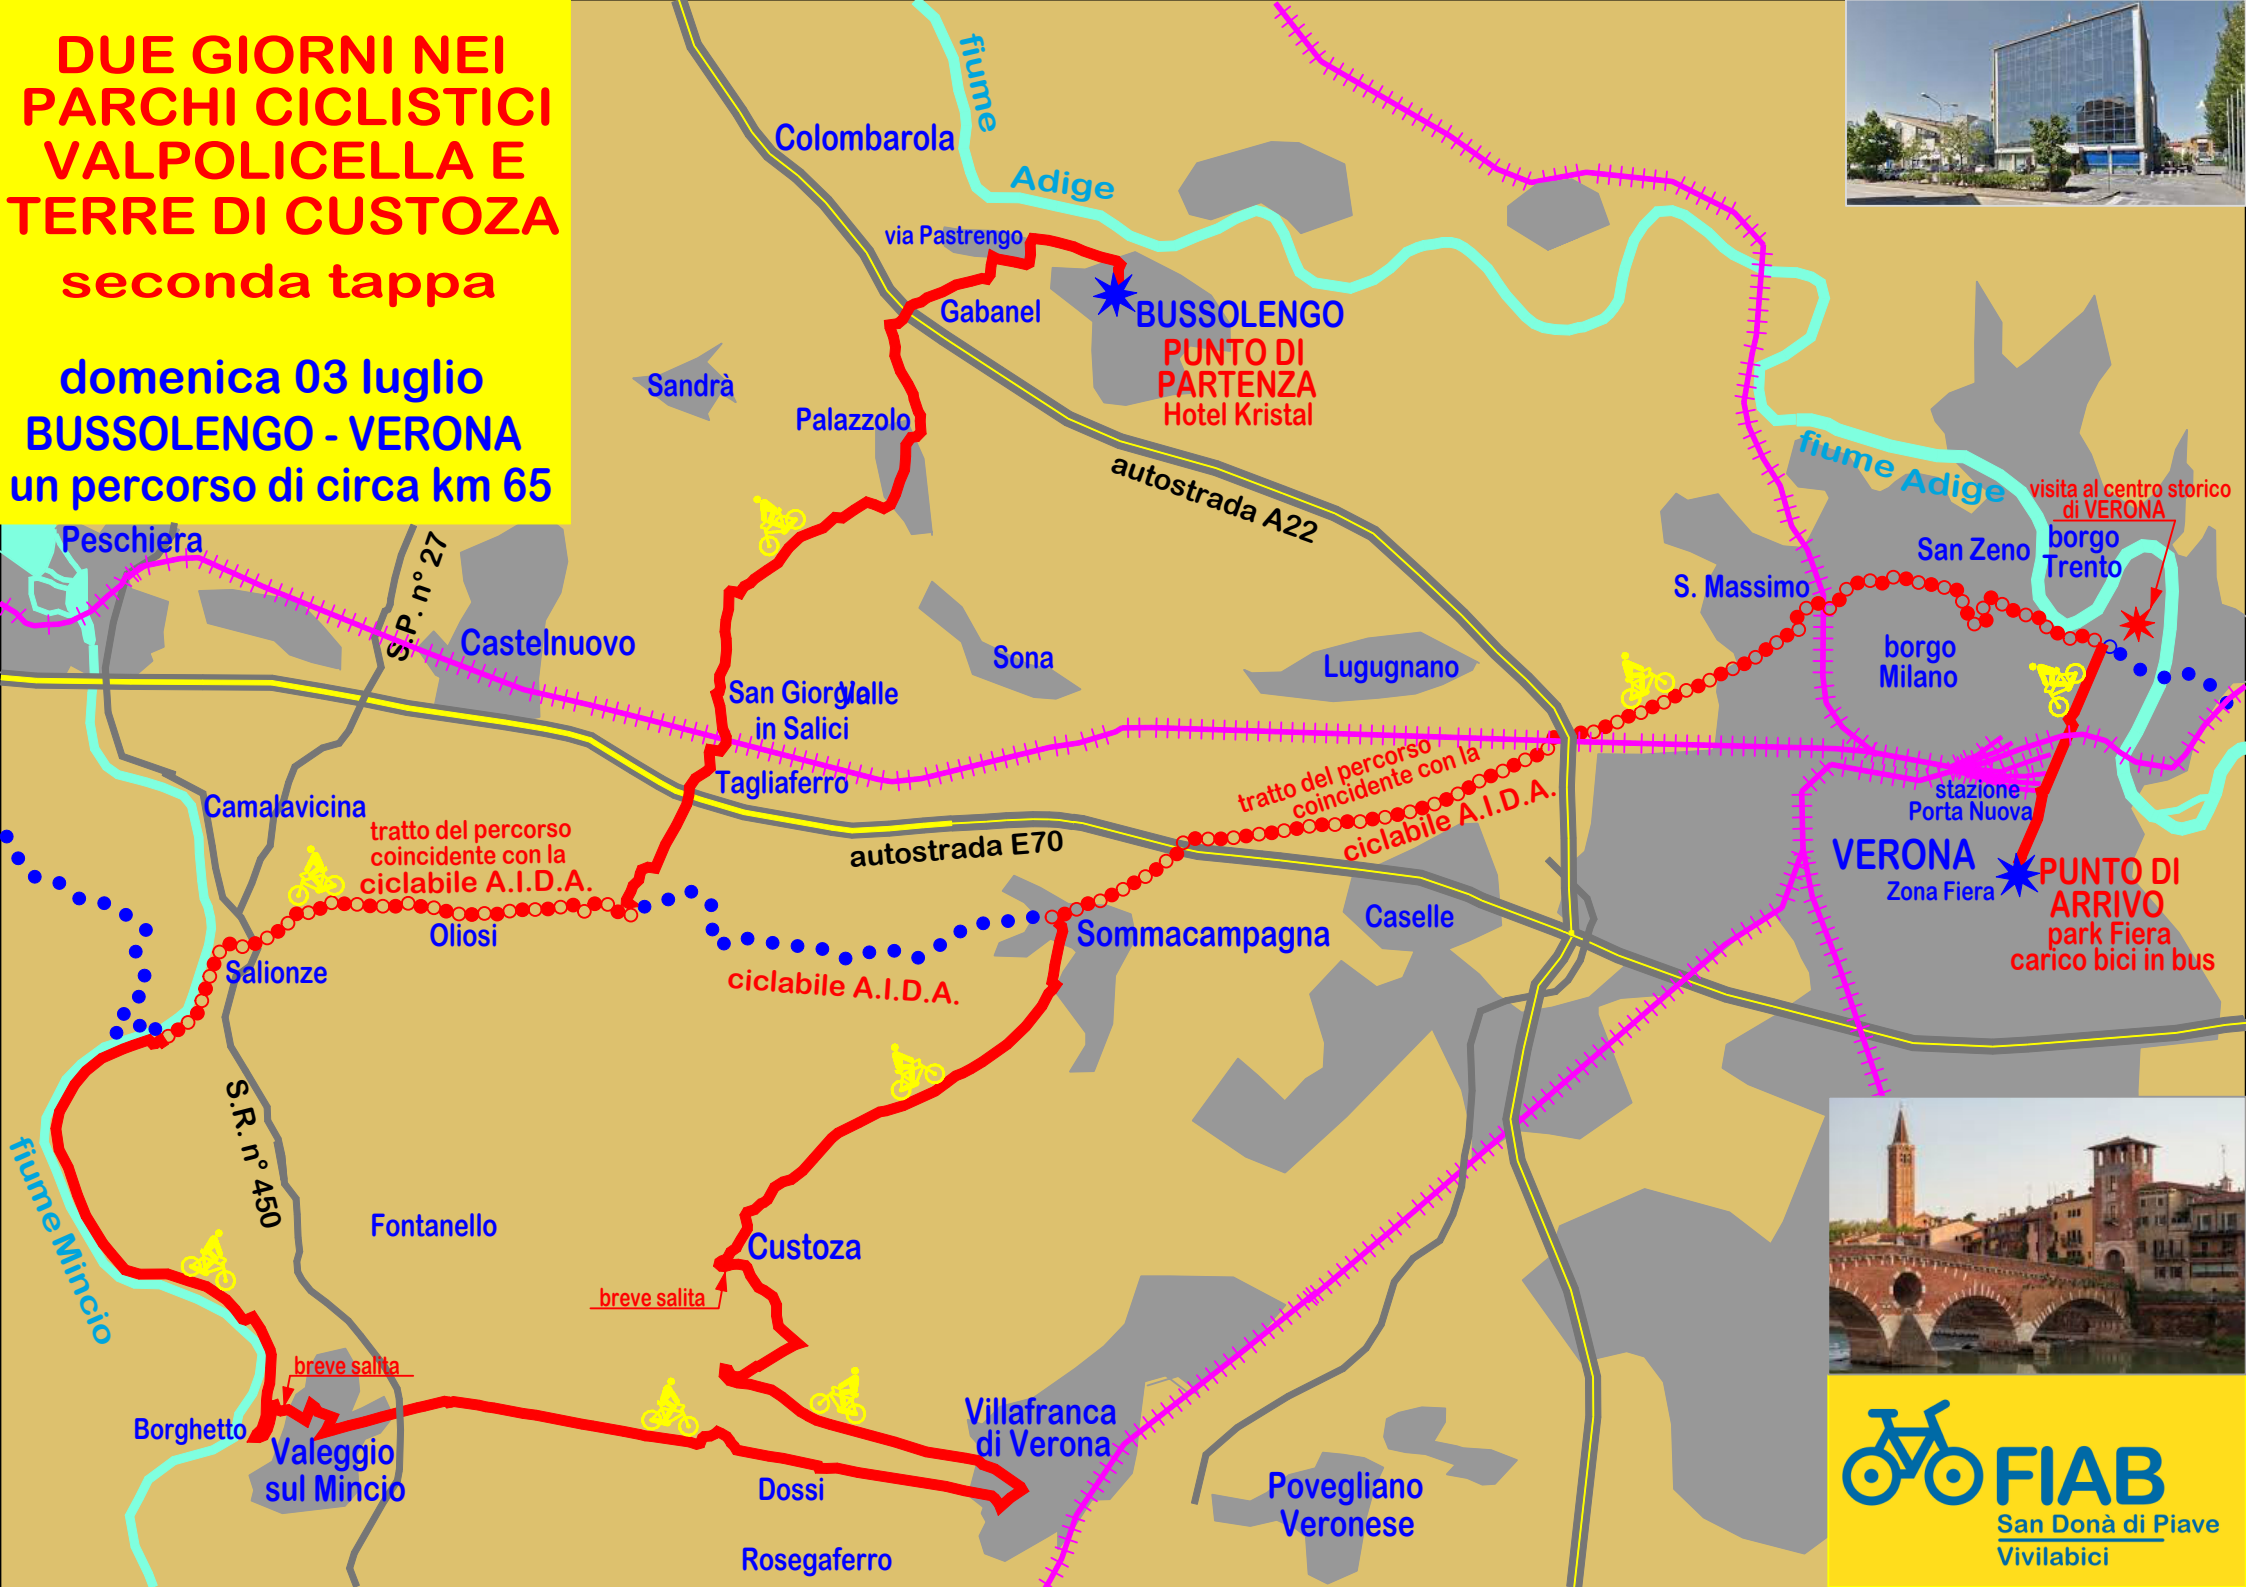 DUE GIORNI NEI
PARCHI CICLISTICI
VALPOLICELLA E
TERRE DI CUSTOZA
seconda tappa
domenica 03 luglio
BUSSOLENGO - VERONA
un percorso di circa km 65
fiume
Adige
Colombarola
via Pastrengo
Gabanel
BUSSOLENGO
PUNTO DI
PARTENZA
Hotel Kristal
Sandrà
Palazzolo
autostrada A22
fiume Adige
visita al centro storico
di VERONA
San Zeno
borgo
Trento
S. Massimo
borgo
Milano
Peschiera
S.P. n° 27
Castelnuovo
Sona
Lugugnano
San Giorgio
in Salici
Valle
Tagliaferro
Camalavicina
tratto del percorso
coincidente con la
ciclabile A.I.D.A.
autostrada E70
tratto del percorso
coincidente con la
ciclabile A.I.D.A.
stazione
Porta Nuova
VERONA
Zona Fiera
PUNTO DI
ARRIVO
park Fiera
carico bici in bus
Oliosi
Salionze
ciclabile A.I.D.A.
Sommacampagna
Caselle
S.R. n° 450
fiume Mincio
Fontanello
Custoza
breve salita
breve salita
Borghetto
Valeggio
sul Mincio
Dossi
Villafranca
di Verona
Povegliano
Veronese
Rosegaferro
FIAB
San Donà di Piave
Vivilabici